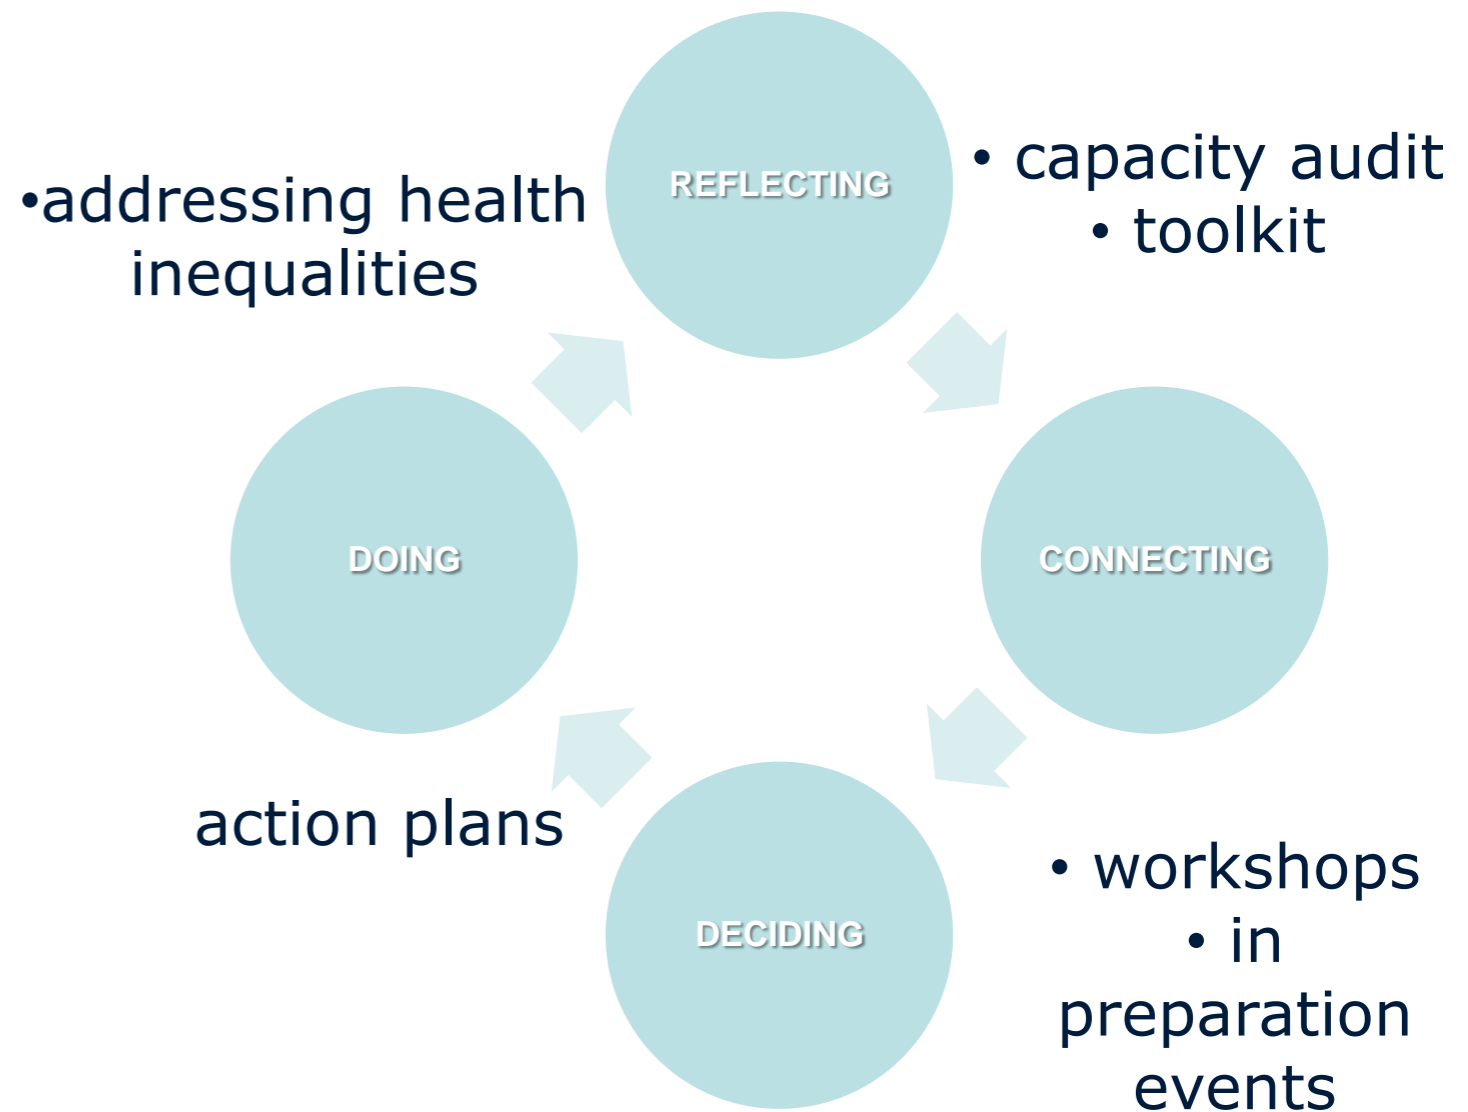 REFLECTING
• capacity audit
• toolkit
•addressing health
inequalities
DOING
CONNECTING
action plans
DECIDING
• workshops
• in
preparation
events